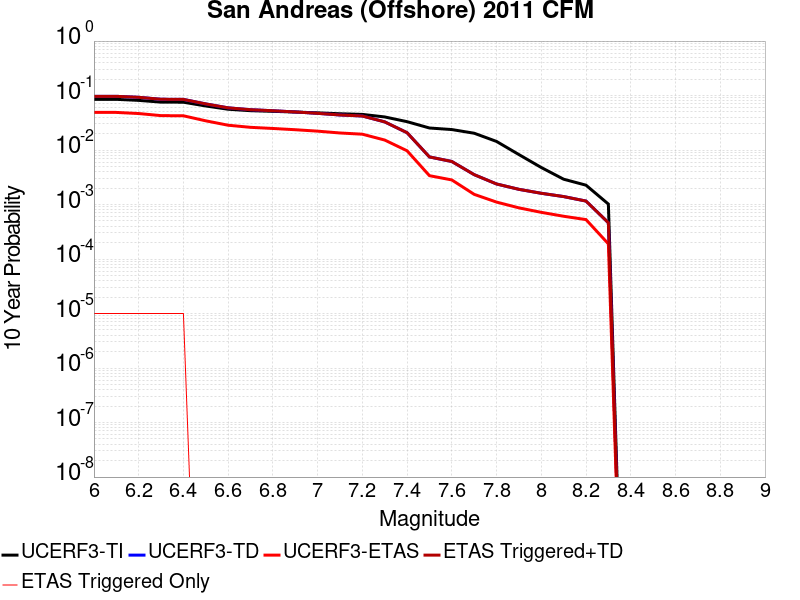 San Andreas (Offshore) 2011 CFM
10 0
10 -1
10 -2
10 -3
10 -4
10 -5
10 -6
10 -7
10 -8
10 Year Probability
6 6.2 6.4 6.6 6.8 7 7.2 7.4 7.6 7.8 8 8.2 8.4 8.6 8.8 9
Magnitude
UCERF3-TI UCERF3-TD UCERF3-ETAS ETAS Triggered+TD
ETAS Triggered Only